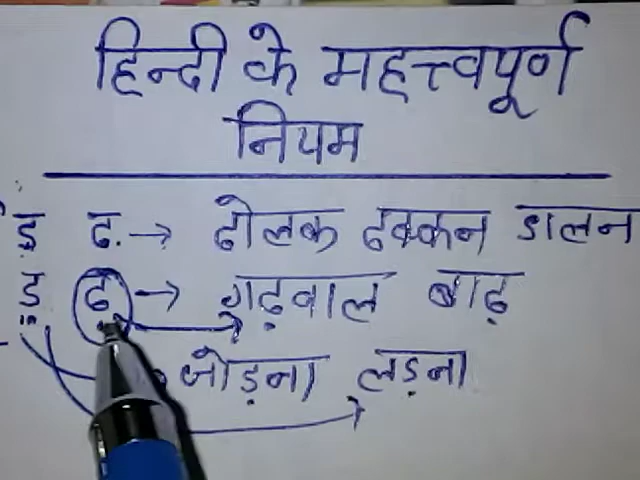 हिन्दी के महत्त्वपूर्ण
नियम
ड ढ → ढोलक ढक्कन डालन
ड़ ढ़ → गढ़वाल बाढ़
जोड़ना लड़ना